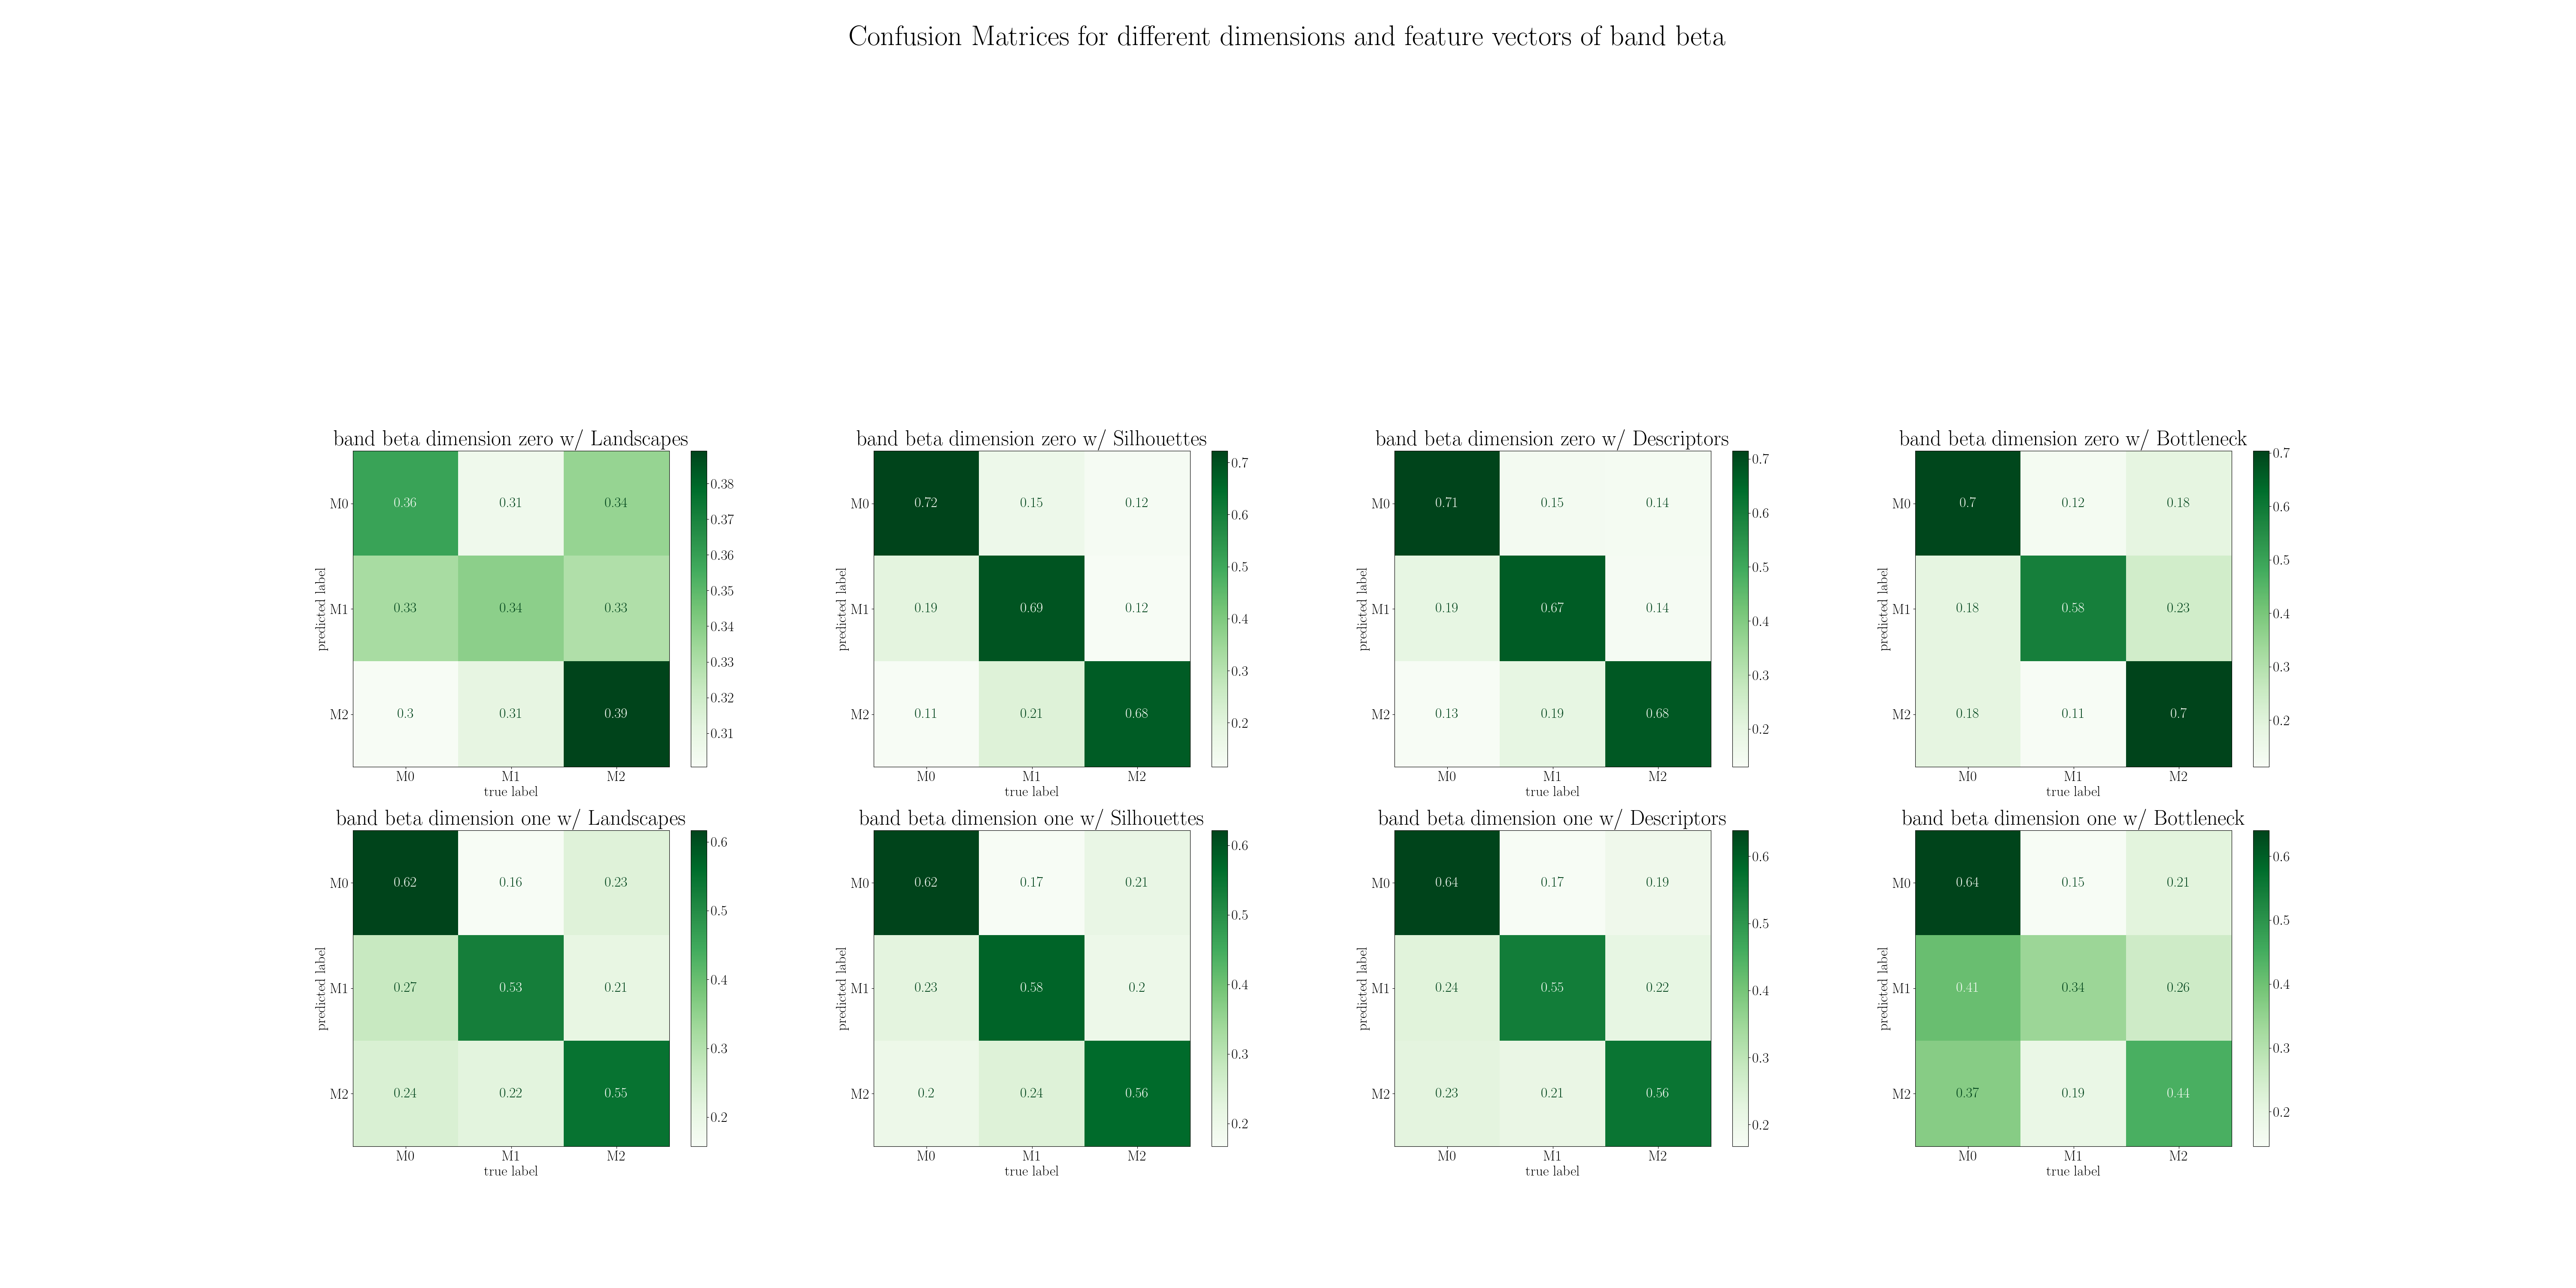 Confusion Matrices for different dimensions and feature vectors of band beta
band beta dimension zero w/ Landscapes
M0 0.36 0.31 0.34
M1 0.33 0.34 0.33
M2 0.3 0.31 0.39
M0 M1 M2
true label
predicted label
0.38
0.37
0.36
0.35
0.34
0.33
0.32
0.31
band beta dimension zero w/ Silhouettes
M0 0.72 0.15 0.12
M1 0.19 0.69 0.12
M2 0.11 0.21 0.68
M0 M1 M2
true label
predicted label
0.7
0.6
0.5
0.4
0.3
0.2
band beta dimension zero w/ Descriptors
M0 0.71 0.15 0.14
M1 0.19 0.67 0.14
M2 0.13 0.19 0.68
M0 M1 M2
true label
predicted label
0.7
0.6
0.5
0.4
0.3
0.2
band beta dimension zero w/ Bottleneck
M0 0.7 0.12 0.18
M1 0.18 0.58 0.23
M2 0.18 0.11 0.7
M0 M1 M2
true label
predicted label
0.7
0.6
0.5
0.4
0.3
0.2
band beta dimension one w/ Landscapes
M0 0.62 0.16 0.23
M1 0.27 0.53 0.21
M2 0.24 0.22 0.55
M0 M1 M2
true label
predicted label
0.6
0.5
0.4
0.3
0.2
band beta dimension one w/ Silhouettes
M0 0.62 0.17 0.21
M1 0.23 0.58 0.2
M2 0.2 0.24 0.56
M0 M1 M2
true label
predicted label
0.6
0.5
0.4
0.3
0.2
band beta dimension one w/ Descriptors
M0 0.64 0.17 0.19
M1 0.24 0.55 0.22
M2 0.23 0.21 0.56
M0 M1 M2
true label
predicted label
0.6
0.5
0.4
0.3
0.2
band beta dimension one w/ Bottleneck
M0 0.64 0.15 0.21
M1 0.41 0.34 0.26
M2 0.37 0.19 0.44
M0 M1 M2
true label
predicted label
0.6
0.5
0.4
0.3
0.2